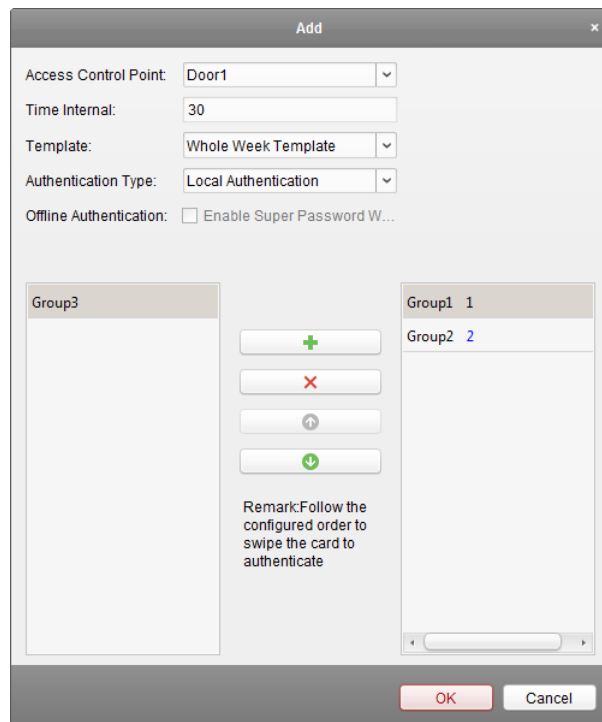 Add
Access Control Point: Door1
Time Internal: 30
Template: Whole Week Template
Authentication Type: Local Authentication
Offline Authentication: Enable Super Password W...
Group3
Group1 1
Group2 2
Remark:Follow the
configured order to
swipe the card to
authenticate
OK Cancel